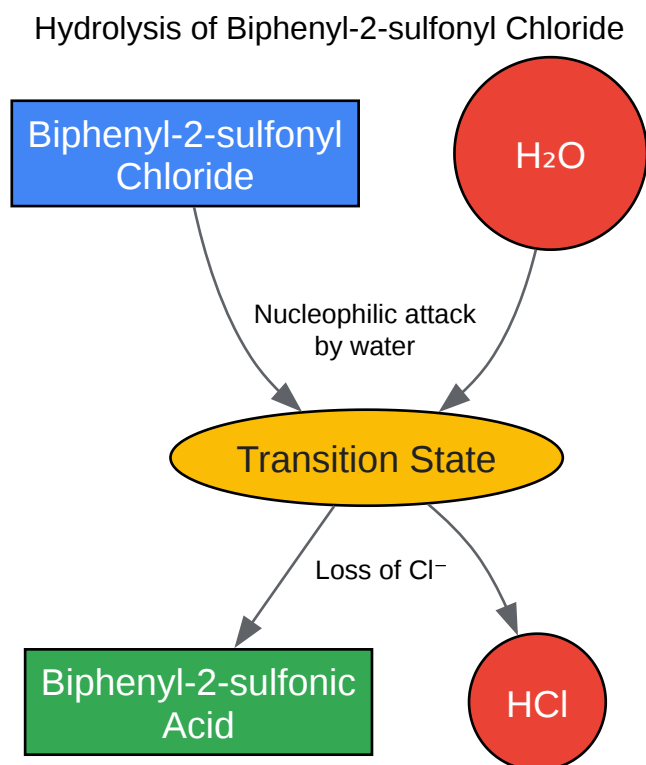 Hydrolysis of Biphenyl-2-sulfonyl Chloride
Biphenyl-2-sulfonyl
Chloride
H₂O
Nucleophilic attack
by water
Transition State
Loss of Cl⁻
Biphenyl-2-sulfonic
Acid
HCl